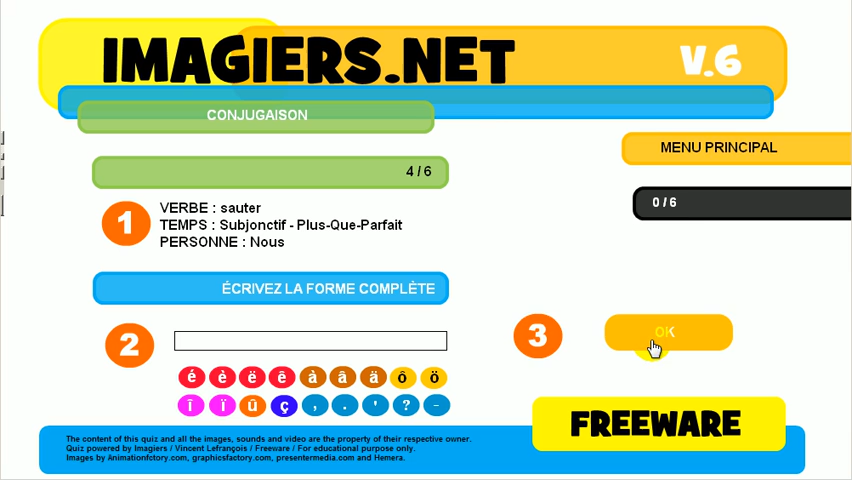 IMAGIERS.NET
V.6
CONJUGAISON
MENU PRINCIPAL
4 / 6
0 / 6
1
VERBE : sauter
TEMPS : Subjonctif - Plus-Que-Parfait
PERSONNE : Nous
ÉCRIVEZ LA FORME COMPLÈTE
2
3
OK
é è ë ê à â ä ô ö
î ï û ç , . ' ? -
FREEWARE
The content of this quiz and all the images, sounds and video are the property of their respective owner.
Quiz powered by Imagiers / Vincent Lefrançois / Freeware / For educational purpose only.
Images by Animationfctory.com, graphicsfactory.com, presentermedia.com and Hemera.